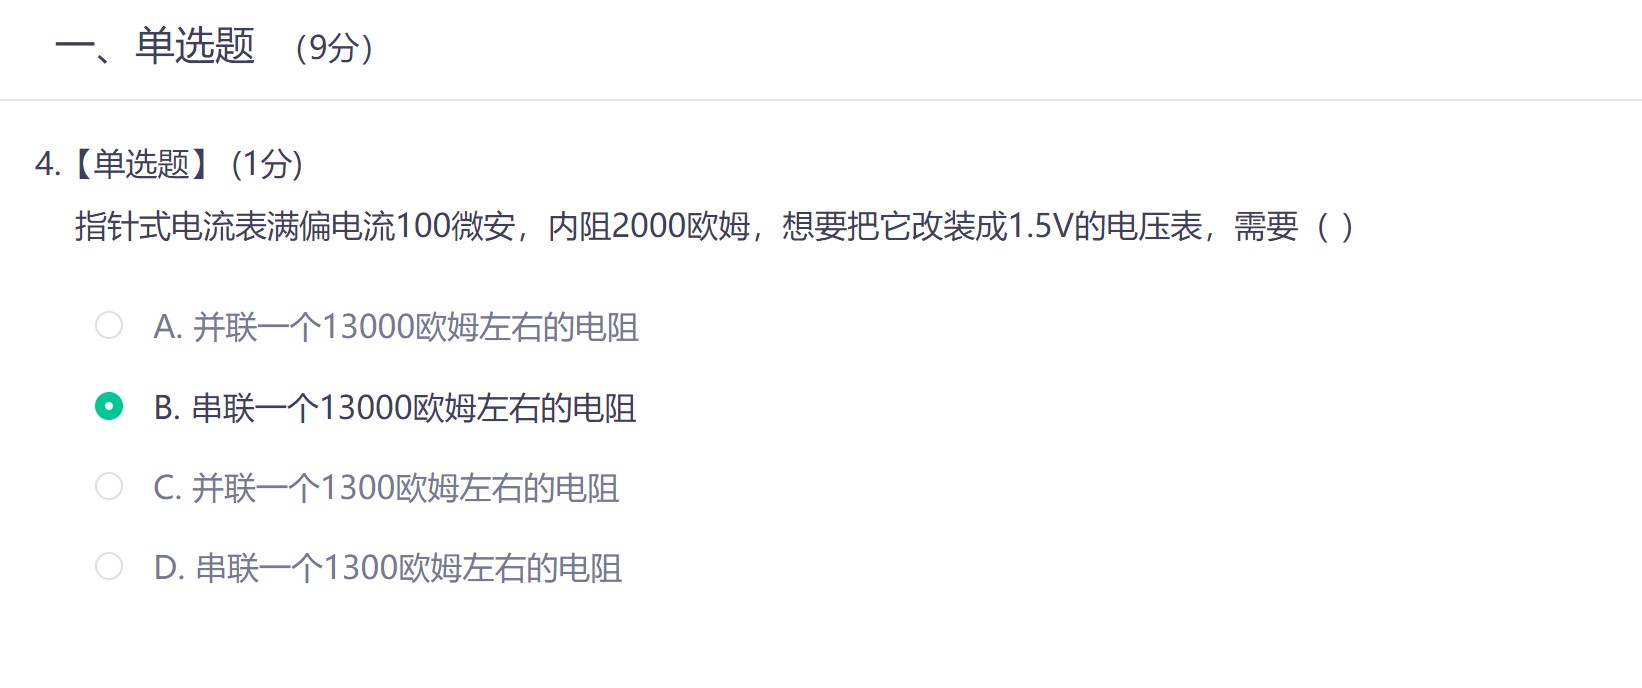 一、单选题 （9分）
4.【单选题】 (1分)
指针式电流表满偏电流100微安，内阻2000欧姆，想要把它改装成1.5V的电压表，需要（ ）
A. 并联一个13000欧姆左右的电阻
B. 串联一个13000欧姆左右的电阻
C. 并联一个1300欧姆左右的电阻
D. 串联一个1300欧姆左右的电阻